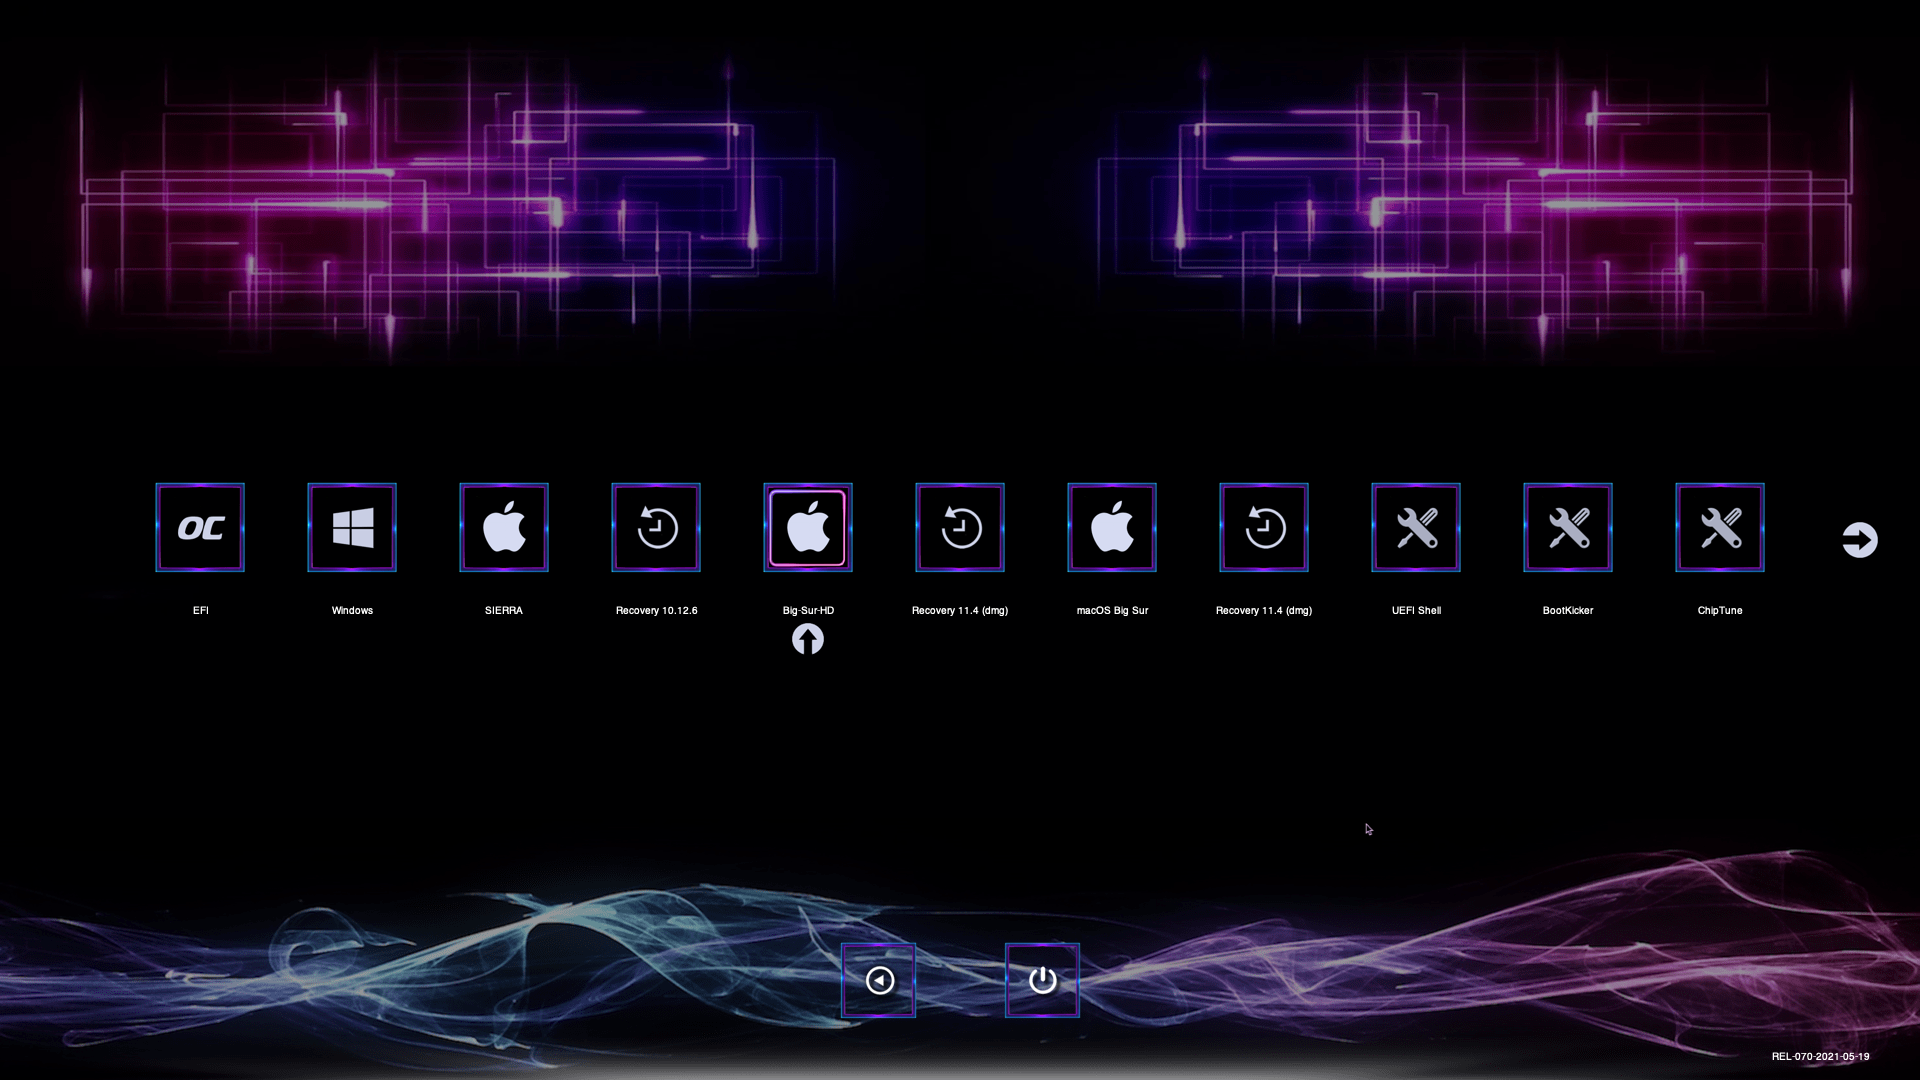 OC
EFI
Windows
SIERRA
Recovery 10.12.6
Big-Sur-HD
Recovery 11.4 (dmg)
macOS Big Sur
Recovery 11.4 (dmg)
UEFI Shell
BootKicker
ChipTune
REL-070-2021-05-19